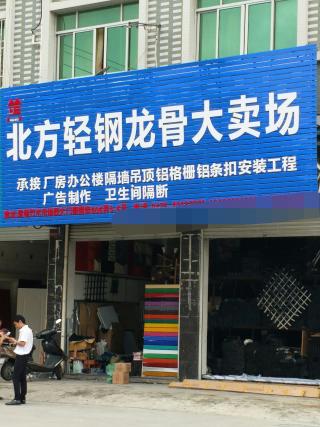 北方轻钢龙骨大卖场
承接 厂房办公楼隔墙吊顶铝格栅铝条扣安装工程
广告制作 卫生间隔断